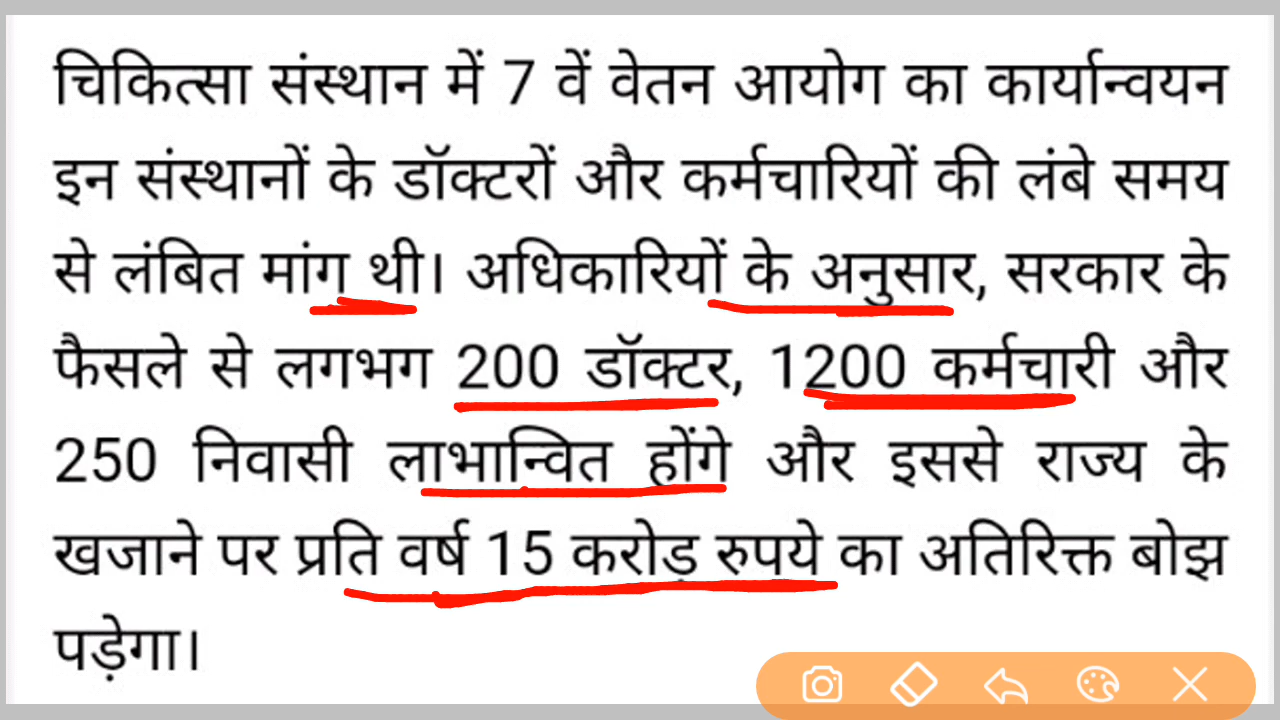 चिकित्सा संस्थान में 7 वें वेतन आयोग का कार्यान्वयन
इन संस्थानों के डॉक्टरों और कर्मचारियों की लंबे समय
से लंबित मांग थी। अधिकारियों के अनुसार, सरकार के
फैसले से लगभग 200 डॉक्टर, 1200 कर्मचारी और
250 निवासी लाभान्वित होंगे और इससे राज्य के
खजाने पर प्रति वर्ष 15 करोड़ रुपये का अतिरिक्त बोझ
पड़ेगा।